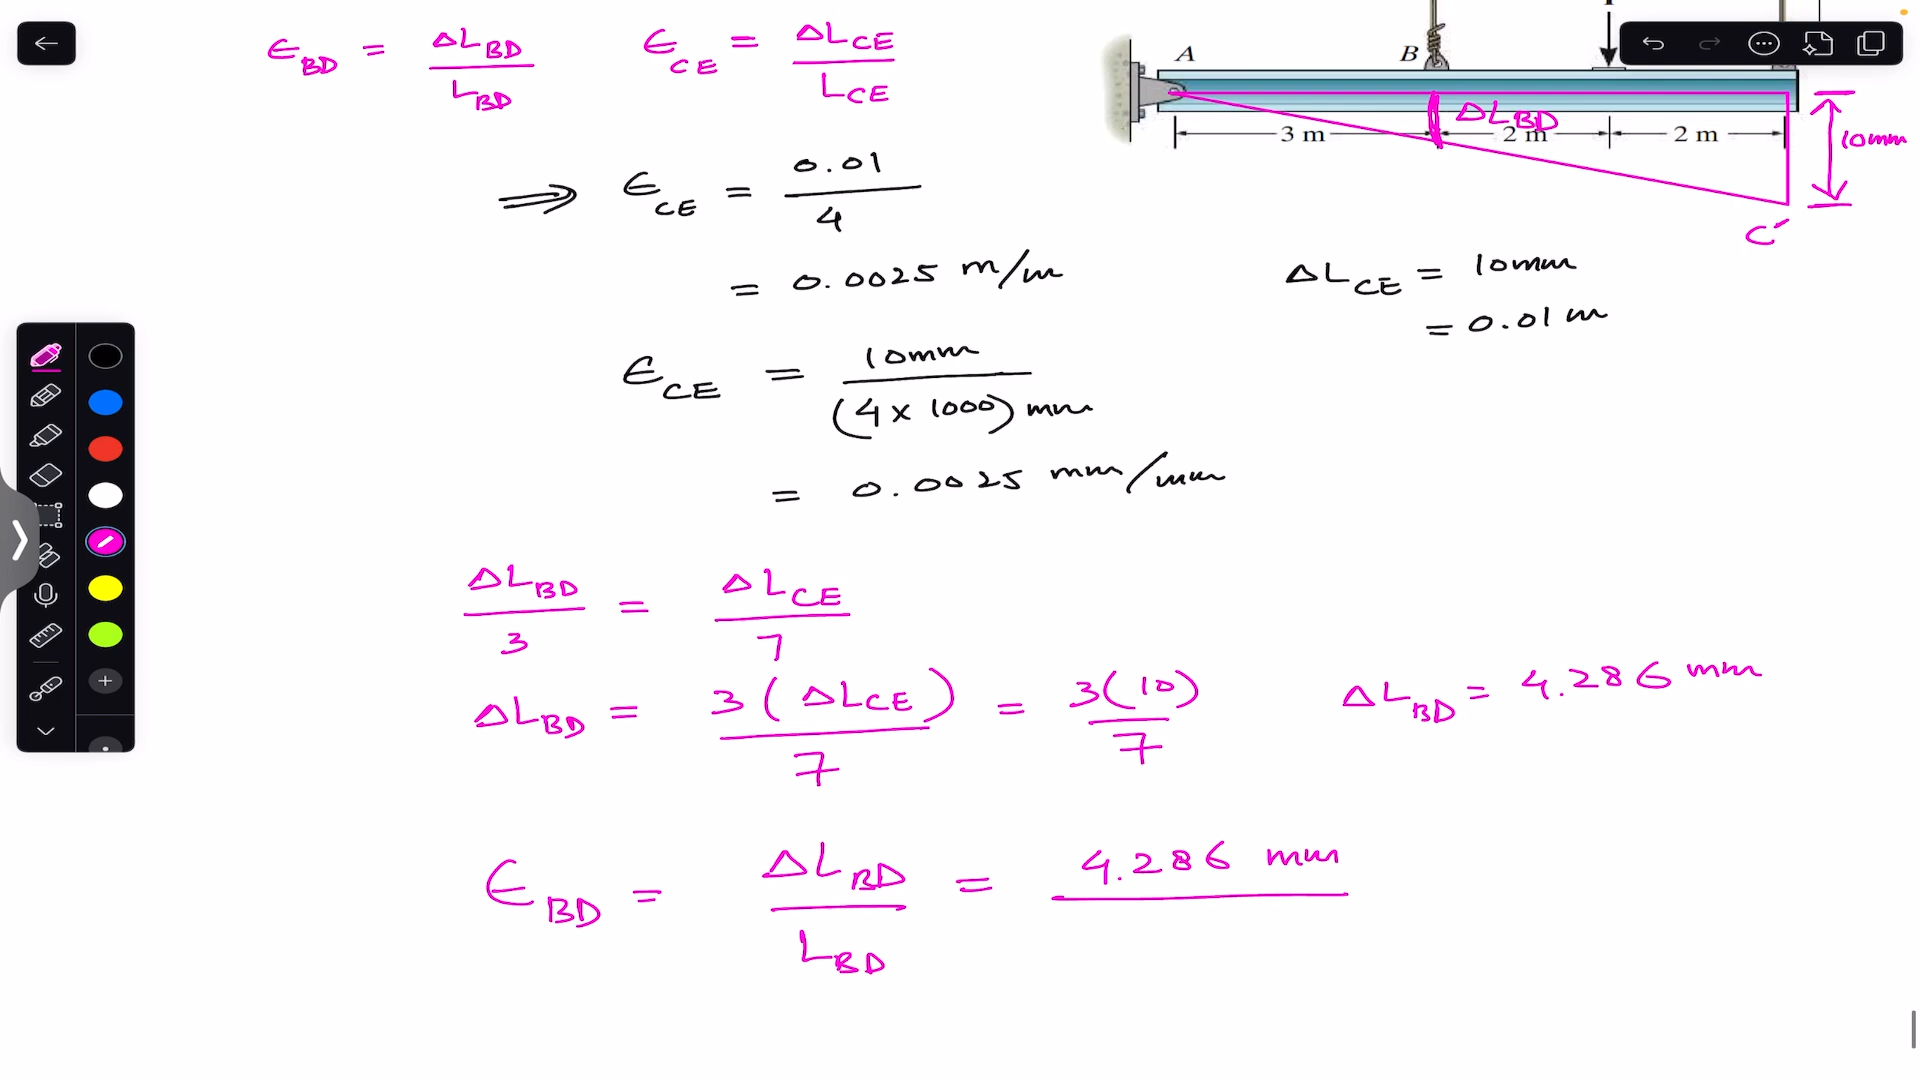 ϵ_BD = ΔL_BD / L_BD    ϵ_CE = ΔL_CE / L_CE
A    B
ΔL_BD
3 m    2 m    2 m    10mm
C'
⟹ ϵ_CE = 0.01 / 4
= 0.0025 m/m
ΔL_CE = 10mm
= 0.01 m
ϵ_CE = 10mm / (4 x 1000) mm
= 0.0025 mm/mm
ΔL_BD / 3 = ΔL_CE / 7
ΔL_BD = 3(ΔL_CE) / 7 = 3(10) / 7    ΔL_BD = 4.286 mm
ϵ_BD = ΔL_BD / L_BD = 4.286 mm